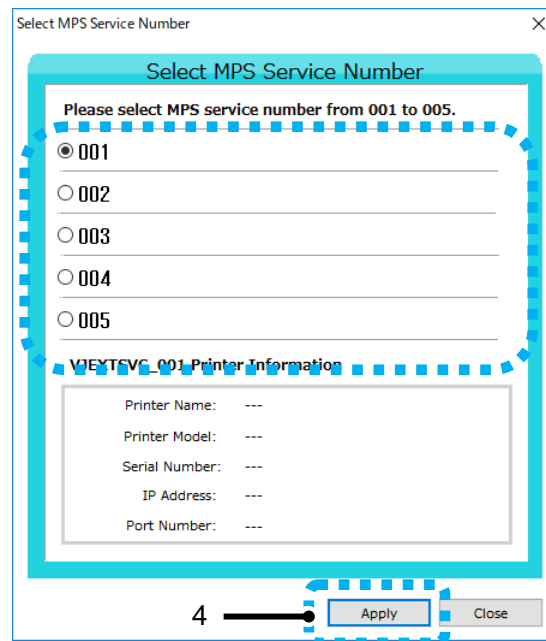 Select MPS Service Number
Select MPS Service Number
Please select MPS service number from 001 to 005.
001
002
003
004
005
VJEXTSVC_001 Printer Information
Printer Name: ---
Printer Model: ---
Serial Number: ---
IP Address: ---
Port Number: ---
4 Apply Close